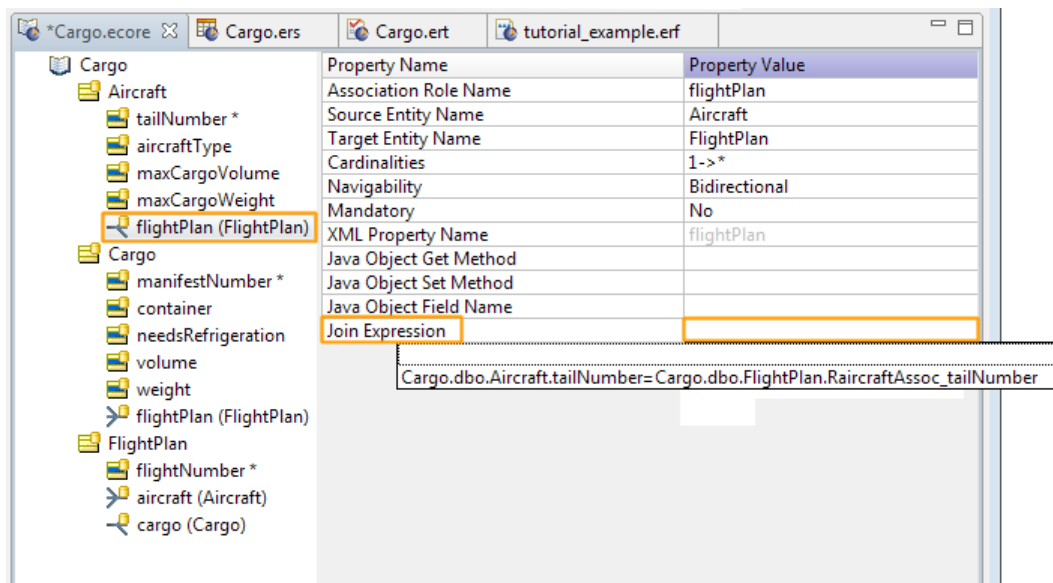 *Cargo.ecore
Cargo.ers
Cargo.ert
tutorial_example.erf
Cargo
Aircraft
tailNumber *
aircraftType
maxCargoVolume
maxCargoWeight
flightPlan (FlightPlan)
Cargo
manifestNumber *
container
needsRefrigeration
volume
weight
flightPlan (FlightPlan)
FlightPlan
flightNumber *
aircraft (Aircraft)
cargo (Cargo)
Property Name Property Value
Association Role Name flightPlan
Source Entity Name Aircraft
Target Entity Name FlightPlan
Cardinalities 1->*
Navigability Bidirectional
Mandatory No
XML Property Name flightPlan
Java Object Get Method
Java Object Set Method
Java Object Field Name
Join Expression
Cargo.dbo.Aircraft.tailNumber=Cargo.dbo.FlightPlan.RaircraftAssoc_tailNumber